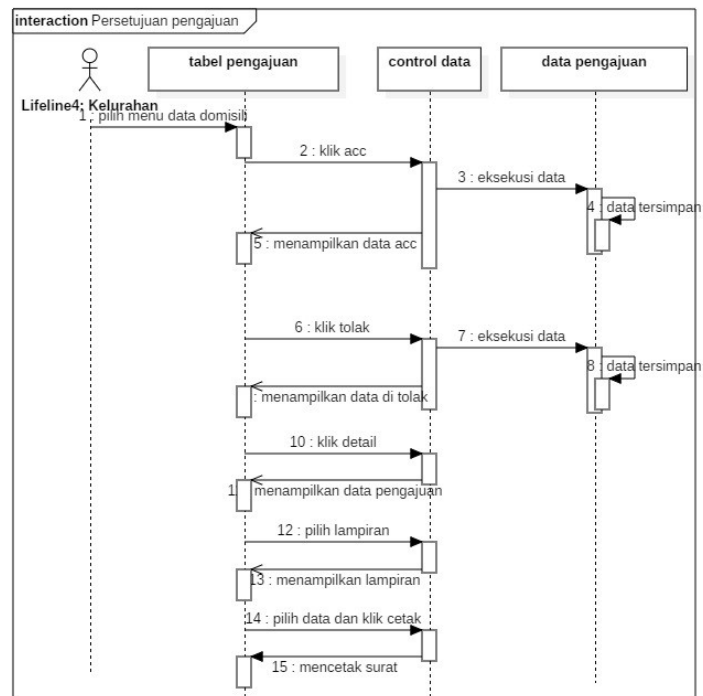 interaction Persetujuan pengajuan
tabel pengajuan
control data
data pengajuan
Lifeline4: Kelurahan
1 : pilih menu data domisili
2 : klik acc
3 : eksekusi data
4 : data tersimpan
5 : menampilkan data acc
6 : klik tolak
7 : eksekusi data
8 : data tersimpan
: menampilkan data di tolak
10 : klik detail
1 menampilkan data pengajuan
12 : pilih lampiran
13 : menampilkan lampiran
14 : pilih data dan klik cetak
15 : mencetak surat